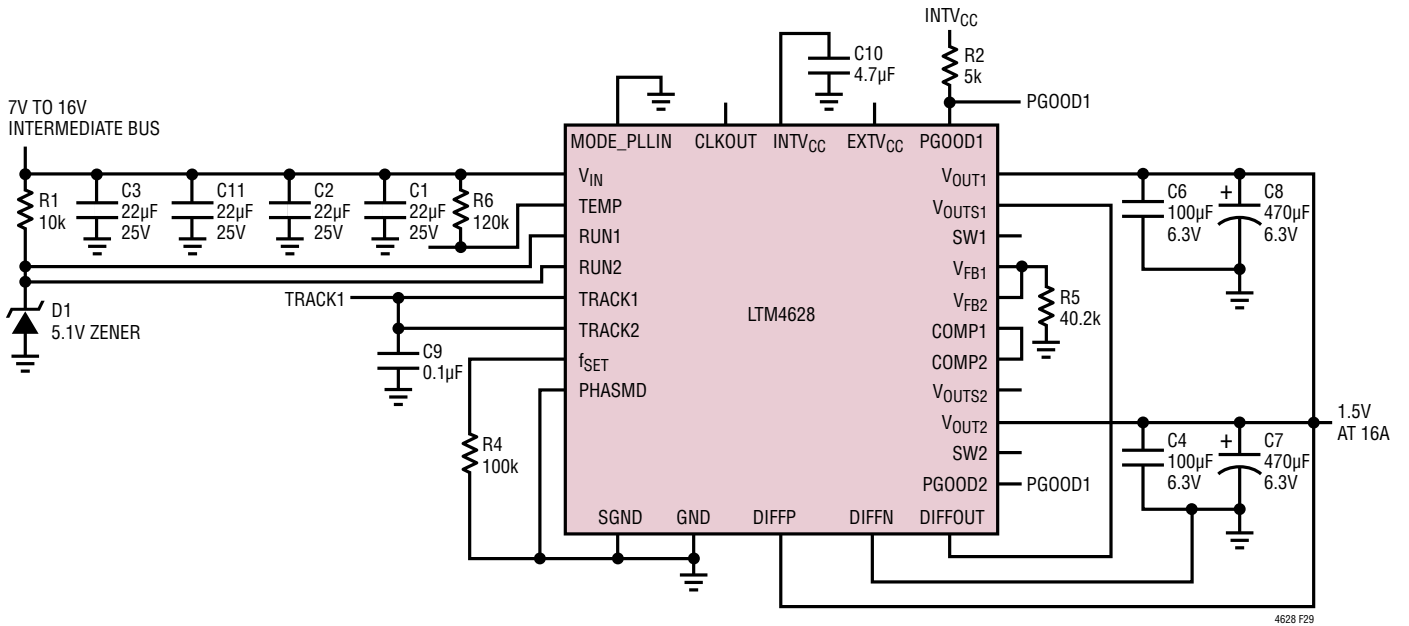 INTVCC
R2
5k
PGOOD1
C10
4.7µF
7V TO 16V
INTERMEDIATE BUS
MODE_PLLIN
CLKOUT
INTVCC
EXTVCC
PGOOD1
R1
10k
C3
22µF
25V
C11
22µF
25V
C2
22µF
25V
C1
22µF
25V
R6
120k
VIN
TEMP
RUN1
RUN2
TRACK1
TRACK2
fSET
PHASMD
LTM4628
VOUT1
VOUTS1
SW1
VFB1
VFB2
COMP1
COMP2
VOUTS2
VOUT2
SW2
PGOOD2
PGOOD1
C6
100µF
6.3V
+
C8
470µF
6.3V
R5
40.2k
D1
5.1V ZENER
TRACK1
C9
0.1µF
R4
100k
C4
100µF
6.3V
+
C7
470µF
6.3V
1.5V
AT 16A
SGND
GND
DIFFP
DIFFN
DIFFOUT
4628 F29